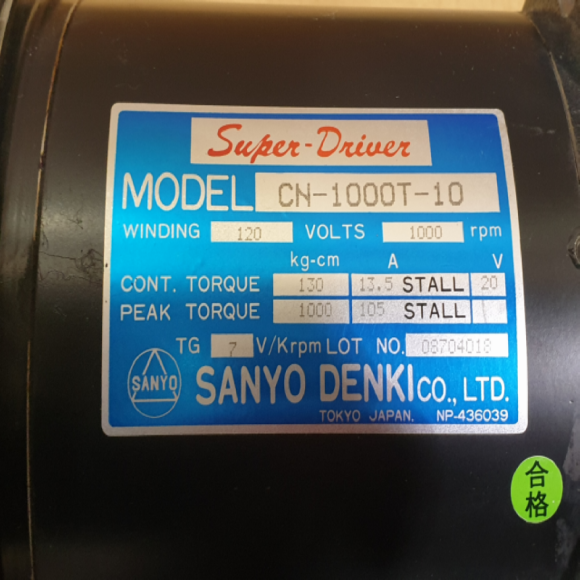 Super-Driver
MODEL CN-1000T-10
WINDING 120 VOLTS 1000 rpm
kg-cm A V
CONT. TORQUE 130 13.5 STALL 20
PEAK TORQUE 1000 105 STALL
TG 7 V/Krpm LOT NO. 08704018
SANYO SANYO DENKI CO., LTD.
TOKYO JAPAN. NP-436039
合格